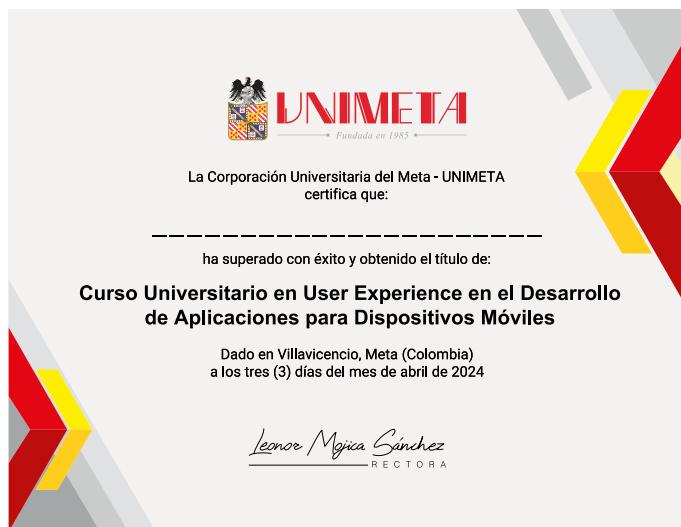 UNIMETA
Fundada en 1985
La Corporación Universitaria del Meta - UNIMETA
certifica que:
ha superado con éxito y obtenido el título de:
Curso Universitario en User Experience en el Desarrollo
de Aplicaciones para Dispositivos Móviles
Dado en Villavicencio, Meta (Colombia)
a los tres (3) días del mes de abril de 2024
Leonor Mojica Sánchez
RECTORA